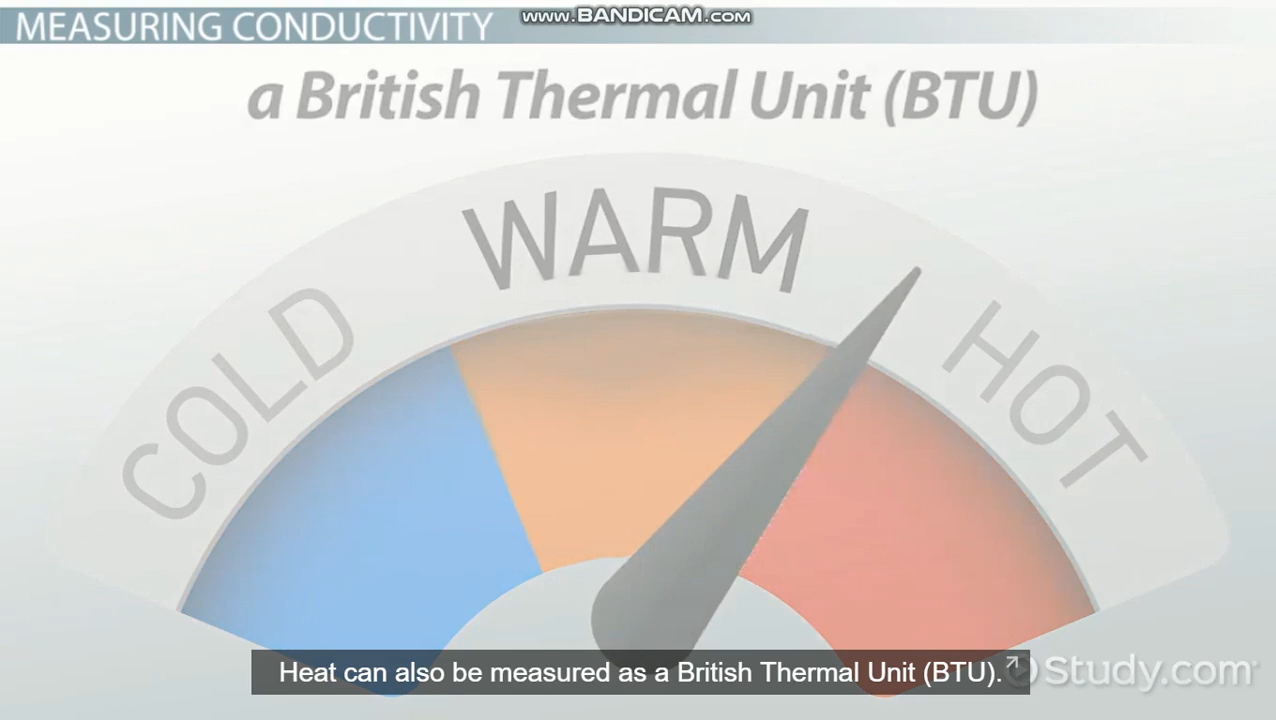 MEASURING CONDUCTIVITY
www.BANDICAM.com
a British Thermal Unit (BTU)
COLD
WARM
HOT
Heat can also be measured as a British Thermal Unit (BTU).
Study.com